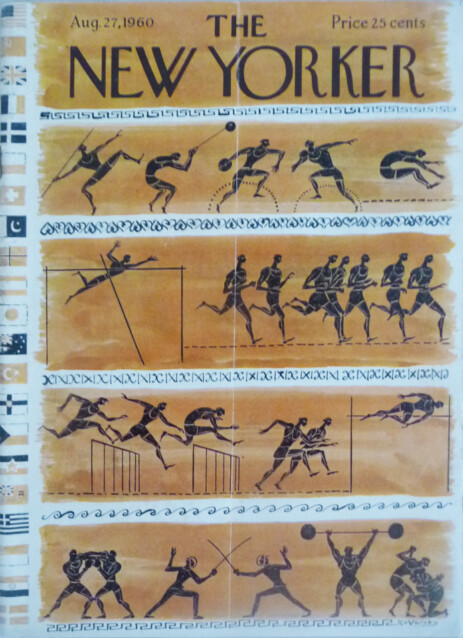 Aug. 27, 1960
THE
Price 25 cents
NEW YORKER